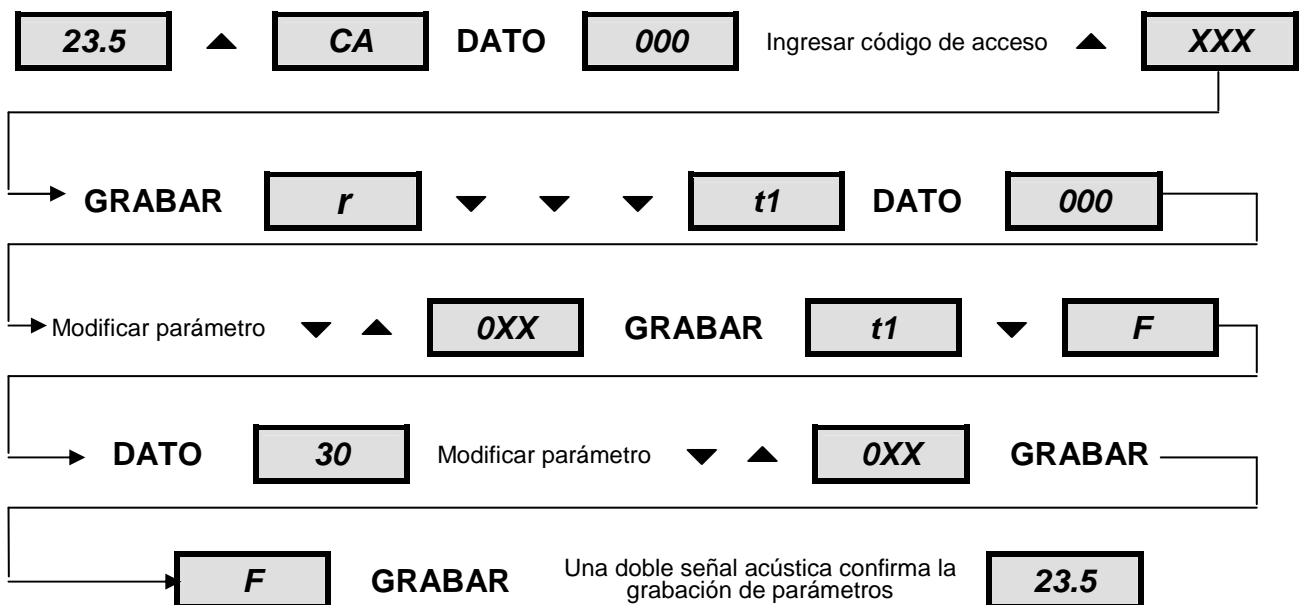 23.5 ▲ CA DATO 000 Ingresar código de acceso ▲ XXX
GRABAR r ▼ ▼ ▼ t1 DATO 000
Modificar parámetro ▼ ▲ 0XX GRABAR t1 ▼ F
DATO 30 Modificar parámetro ▼ ▲ 0XX GRABAR
F GRABAR Una doble señal acústica confirma la
grabación de parámetros 23.5